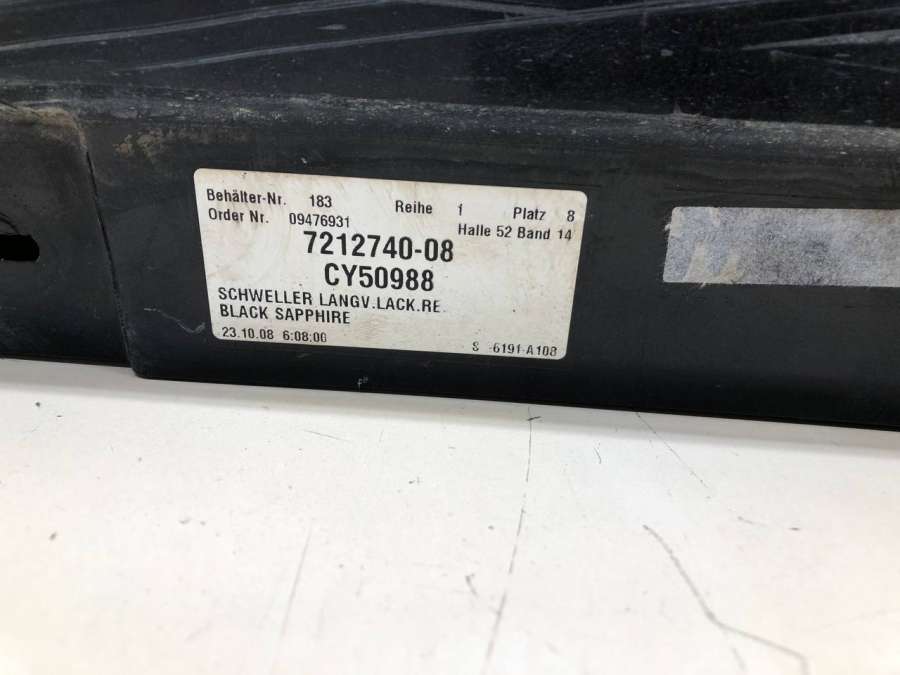 Behälter-Nr. 183 Reihe 1 Platz 8
Order Nr. 09476931 Halle 52 Band 14
7212740-08
CY50988
SCHWELLER LANGV.LACK.RE
BLACK SAPPHIRE
23.10.08 6:08:06 S -6191-A108